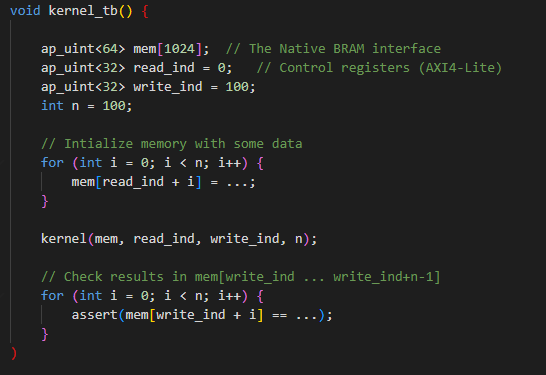 void kernel_tb() {
    ap_uint<64> mem[1024];  // The Native BRAM interface
    ap_uint<32> read_ind = 0;   // Control registers (AXI4-Lite)
    ap_uint<32> write_ind = 100;
    int n = 100;
    // Intialize memory with some data
    for (int i = 0; i < n; i++) {
        mem[read_ind + i] = ...;
    }
    kernel(mem, read_ind, write_ind, n);
    // Check results in mem[write_ind ... write_ind+n-1]
    for (int i = 0; i < n; i++) {
        assert(mem[write_ind + i] == ...);
    }
)